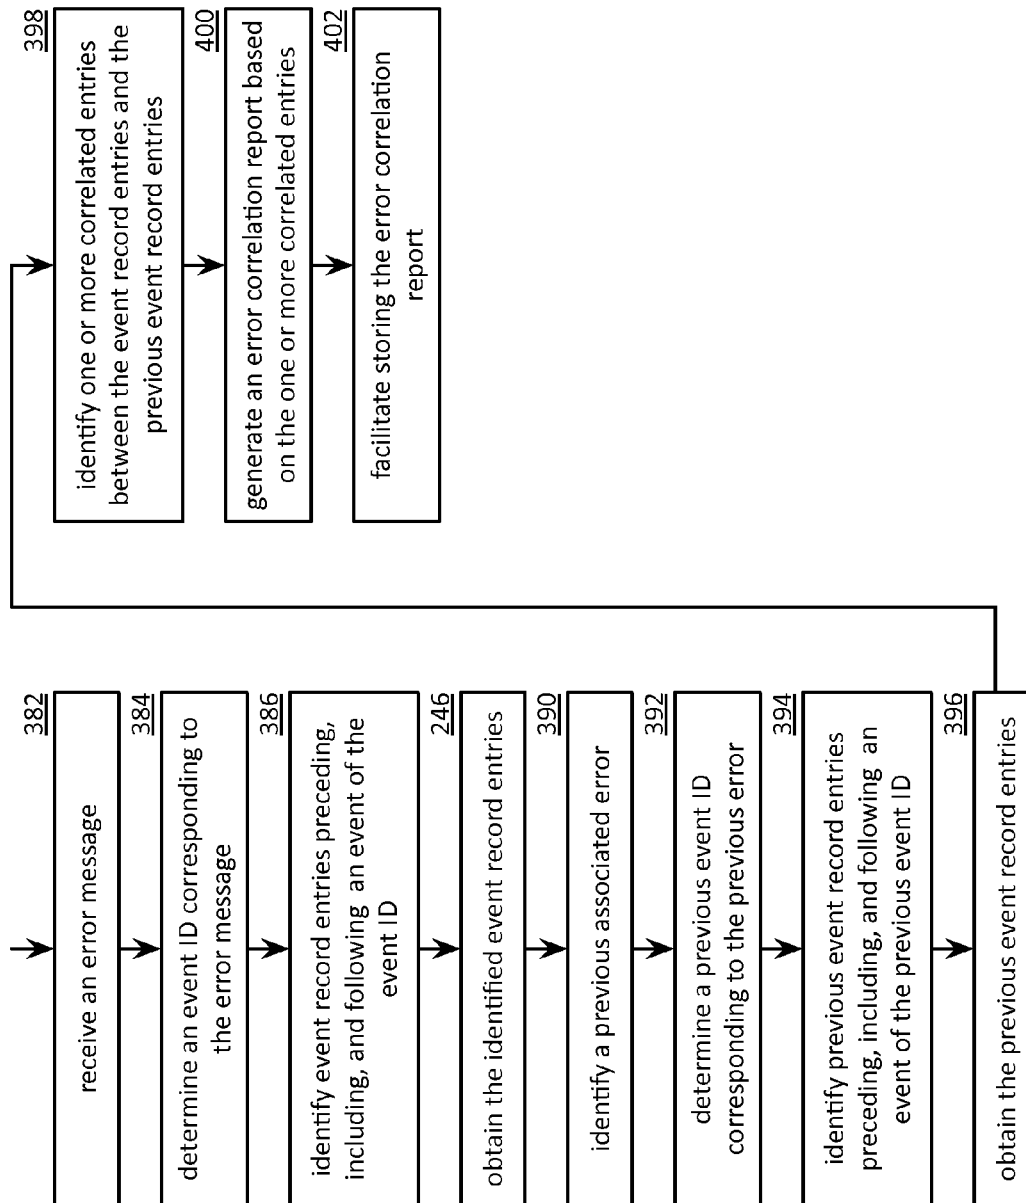 382
receive an error message
384
determine an event ID corresponding to
the error message
386
identify event record entries preceding,
including, and following an event of the
event ID
246
obtain the identified event record entries
390
identify a previous associated error
392
determine a previous event ID
corresponding to the previous error
394
identify previous event record entries
preceding, including, and following an
event of the previous event ID
396
obtain the previous event record entries
398
identify one or more correlated entries
between the event record entries and the
previous event record entries
400
generate an error correlation report based
on the one or more correlated entries
402
facilitate storing the error correlation
report